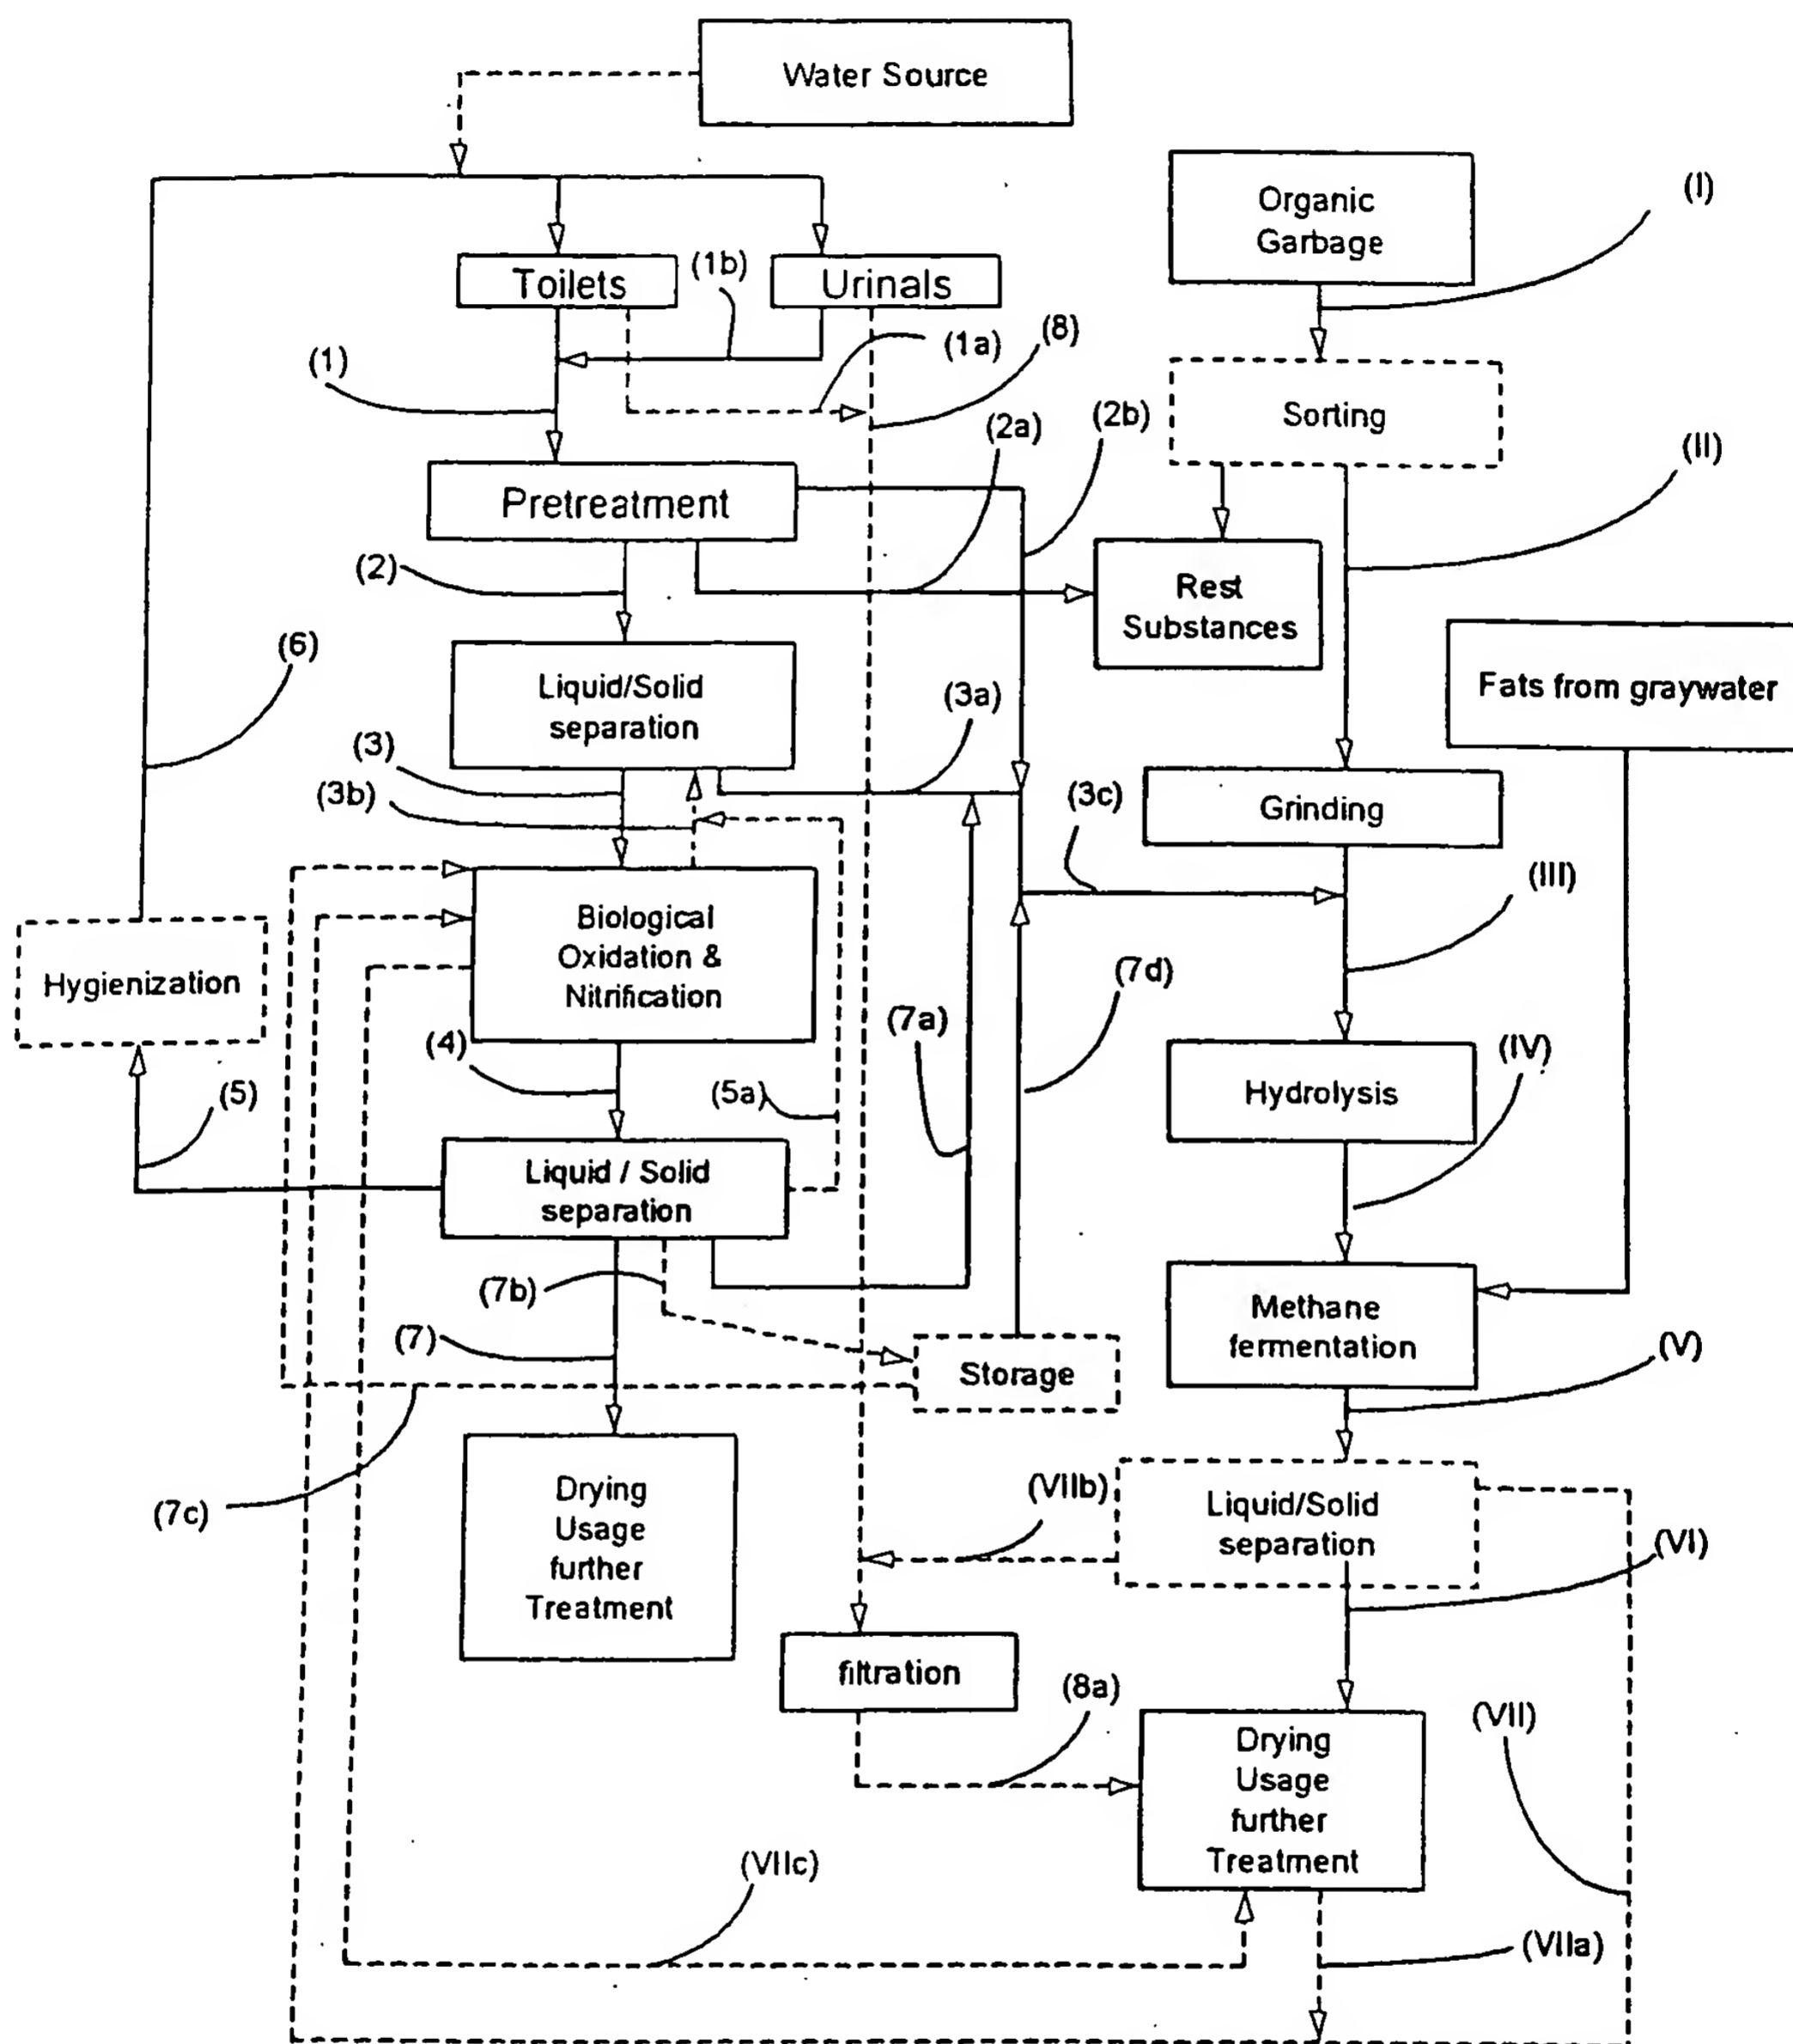 Water Source
Organic
Garbage
(I)
Toilets
(1b)
Urinals
(1)
(1a)
(8)
Sorting
(2a)
(2b)
(II)
Pretreatment
(2)
Rest
Substances
(6)
Liquid/Solid
separation
(3a)
Fats from graywater
(3)
(3b)
(3c)
Grinding
(III)
Biological
Oxidation &
Nitrification
Hygienization
(7a)
(7d)
(4)
(5)
(5a)
Hydrolysis
(IV)
Liquid / Solid
separation
(7b)
(7)
Storage
Methane
fermentation
(V)
(7c)
Drying
Usage
further
Treatment
(VIIb)
Liquid/Solid
separation
(VI)
filtration
(8a)
Drying
Usage
further
Treatment
(VII)
(VIIc)
(VIIa)